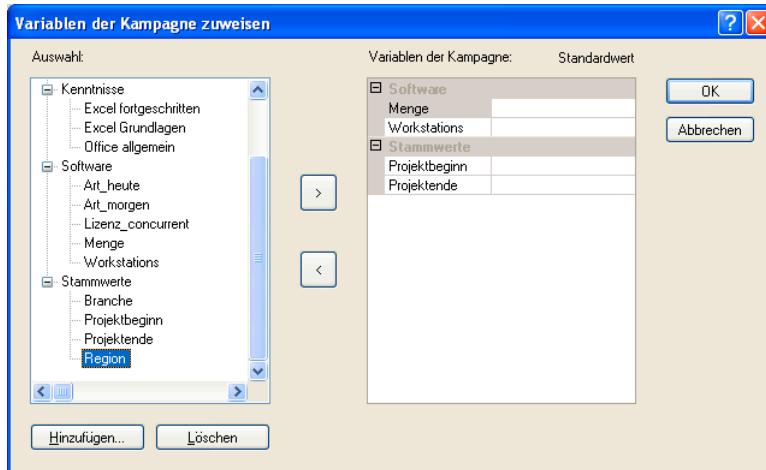 Variablen der Kampagne zuweisen
Auswahl:
Kenntnisse
Excel fortgeschritten
Excel Grundlagen
Office allgemein
Software
Art_heute
Art_morgen
Lizenz_concurrent
Menge
Workstations
Stammwerte
Branche
Projektbeginn
Projektende
Region
Hinzufügen...
Löschen
>
<
Variablen der Kampagne: Standardwert
Software
Menge
Workstations
Stammwerte
Projektbeginn
Projektende
OK
Abbrechen